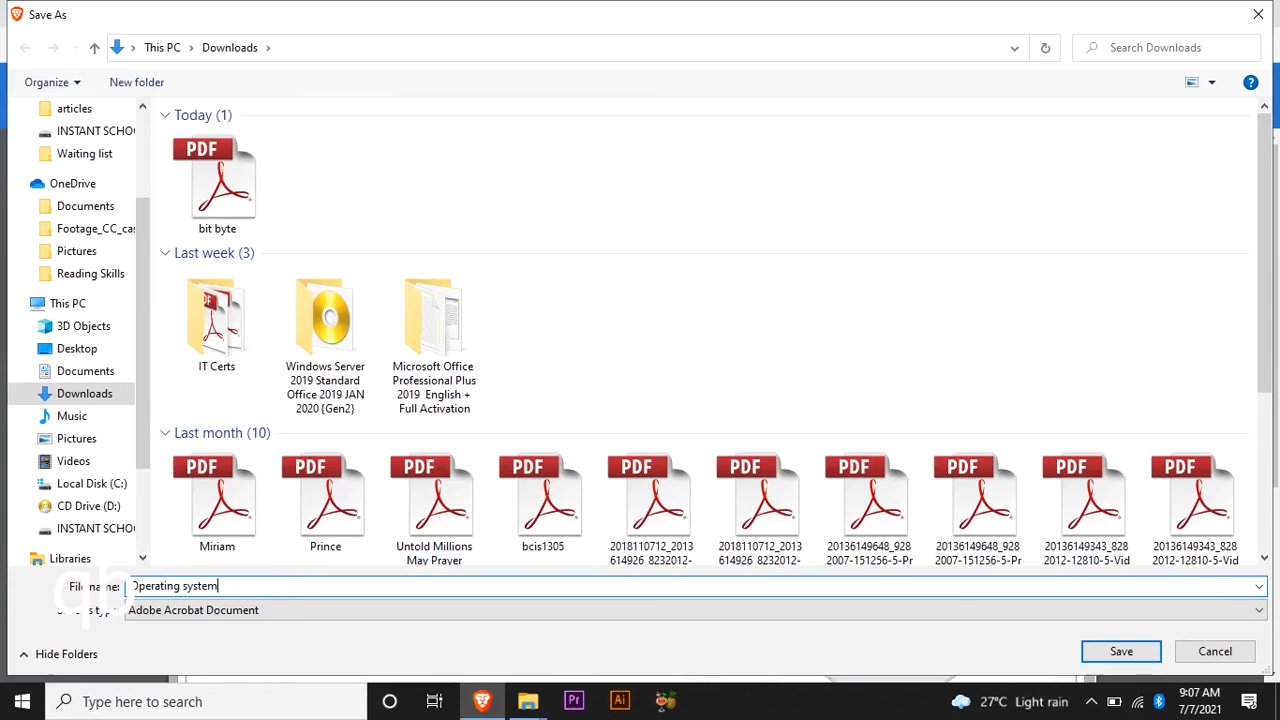 Save As
This PC
Downloads
Search Downloads
Organize
New folder
articles
INSTANT SCHO
Waiting list
OneDrive
Documents
Footage_CC_cas
Pictures
Reading Skills
This PC
3D Objects
Desktop
Documents
Downloads
Music
Pictures
Videos
Local Disk (C:)
CD Drive (D:)
INSTANT SCHO
Libraries
Today (1)
PDF
bit byte
Last week (3)
IT Certs
Windows Server
2019 Standard
Office 2019 JAN
2020 {Gen2}
Microsoft Office
Professional Plus
2019 English +
Full Activation
Last month (10)
PDF PDF PDF PDF PDF PDF PDF PDF PDF PDF
Miriam
Prince
Untold Millions
May Prayer
bcis1305
2018110712_2013
614926_8232012-
2018110712_2013
614926_8232012-
20136149648_928
2007-151256-5-Pr
20136149648_928
2007-151256-5-Pr
20136149343_843
2012-12810-5-Vid
20136149343_843
2012-12810-5-Vid
File name: Operating system
qb
Adobe Acrobat Document
Hide Folders
Save
Cancel
Type here to search
Pr
Ai
27°C Light rain
9:07 AM
7/7/2021